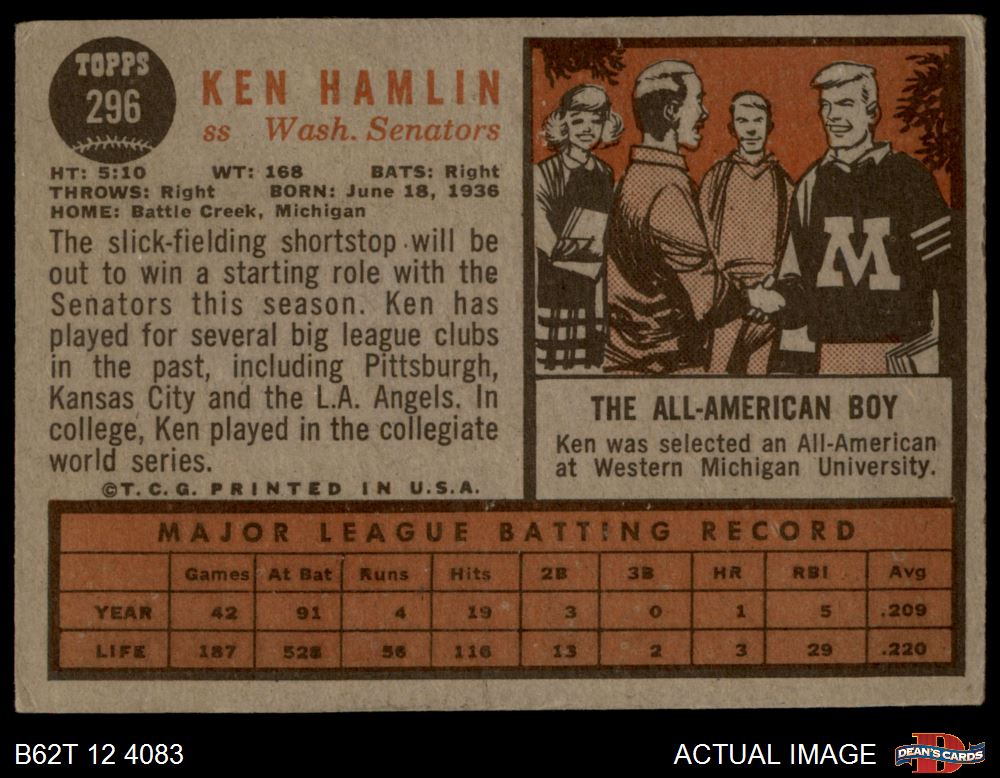 TOPPS
296
KEN HAMLIN
ss Wash. Senators
HT: 5:10 WT: 168 BATS: Right
THROWS: Right BORN: June 18, 1936
HOME: Battle Creek, Michigan
The slick-fielding shortstop will be
out to win a starting role with the
Senators this season. Ken has
played for several big league clubs
in the past, including Pittsburgh,
Kansas City and the L.A. Angels. In
college, Ken played in the collegiate
world series.
©T.C.G. PRINTED IN U.S.A.
M
THE ALL-AMERICAN BOY
Ken was selected an All-American
at Western Michigan University.
MAJOR LEAGUE BATTING RECORD
Games At Bat Runs Hits 2B 3B HR RBI Avg
YEAR 42 91 4 19 3 0 1 5 .209
LIFE 187 528 56 116 13 2 3 29 .220
B62T 12 4083
ACTUAL IMAGE
D
DEAN'S CARDS